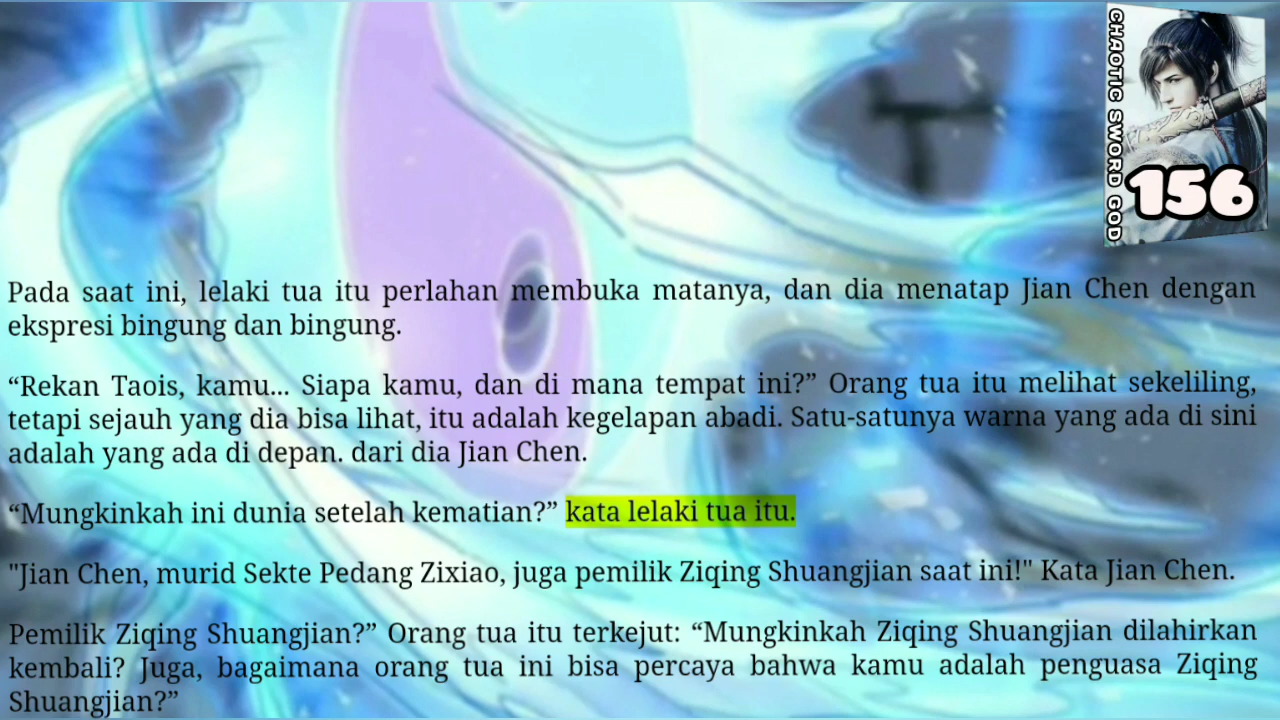 CHAOTIC SWORD GOD
156
Pada saat ini, lelaki tua itu perlahan membuka matanya, dan dia menatap Jian Chen dengan
ekspresi bingung dan bingung.
“Rekan Taois, kamu... Siapa kamu, dan di mana tempat ini?” Orang tua itu melihat sekeliling,
tetapi sejauh yang dia bisa lihat, itu adalah kegelapan abadi. Satu-satunya warna yang ada di sini
adalah yang ada di depan. dari dia Jian Chen.
“Mungkinkah ini dunia setelah kematian?” kata lelaki tua itu.
"Jian Chen, murid Sekte Pedang Zixiao, juga pemilik Ziqing Shuangjian saat ini!" Kata Jian Chen.
Pemilik Ziqing Shuangjian?” Orang tua itu terkejut: “Mungkinkah Ziqing Shuangjian dilahirkan
kembali? Juga, bagaimana orang tua ini bisa percaya bahwa kamu adalah penguasa Ziqing
Shuangjian?”